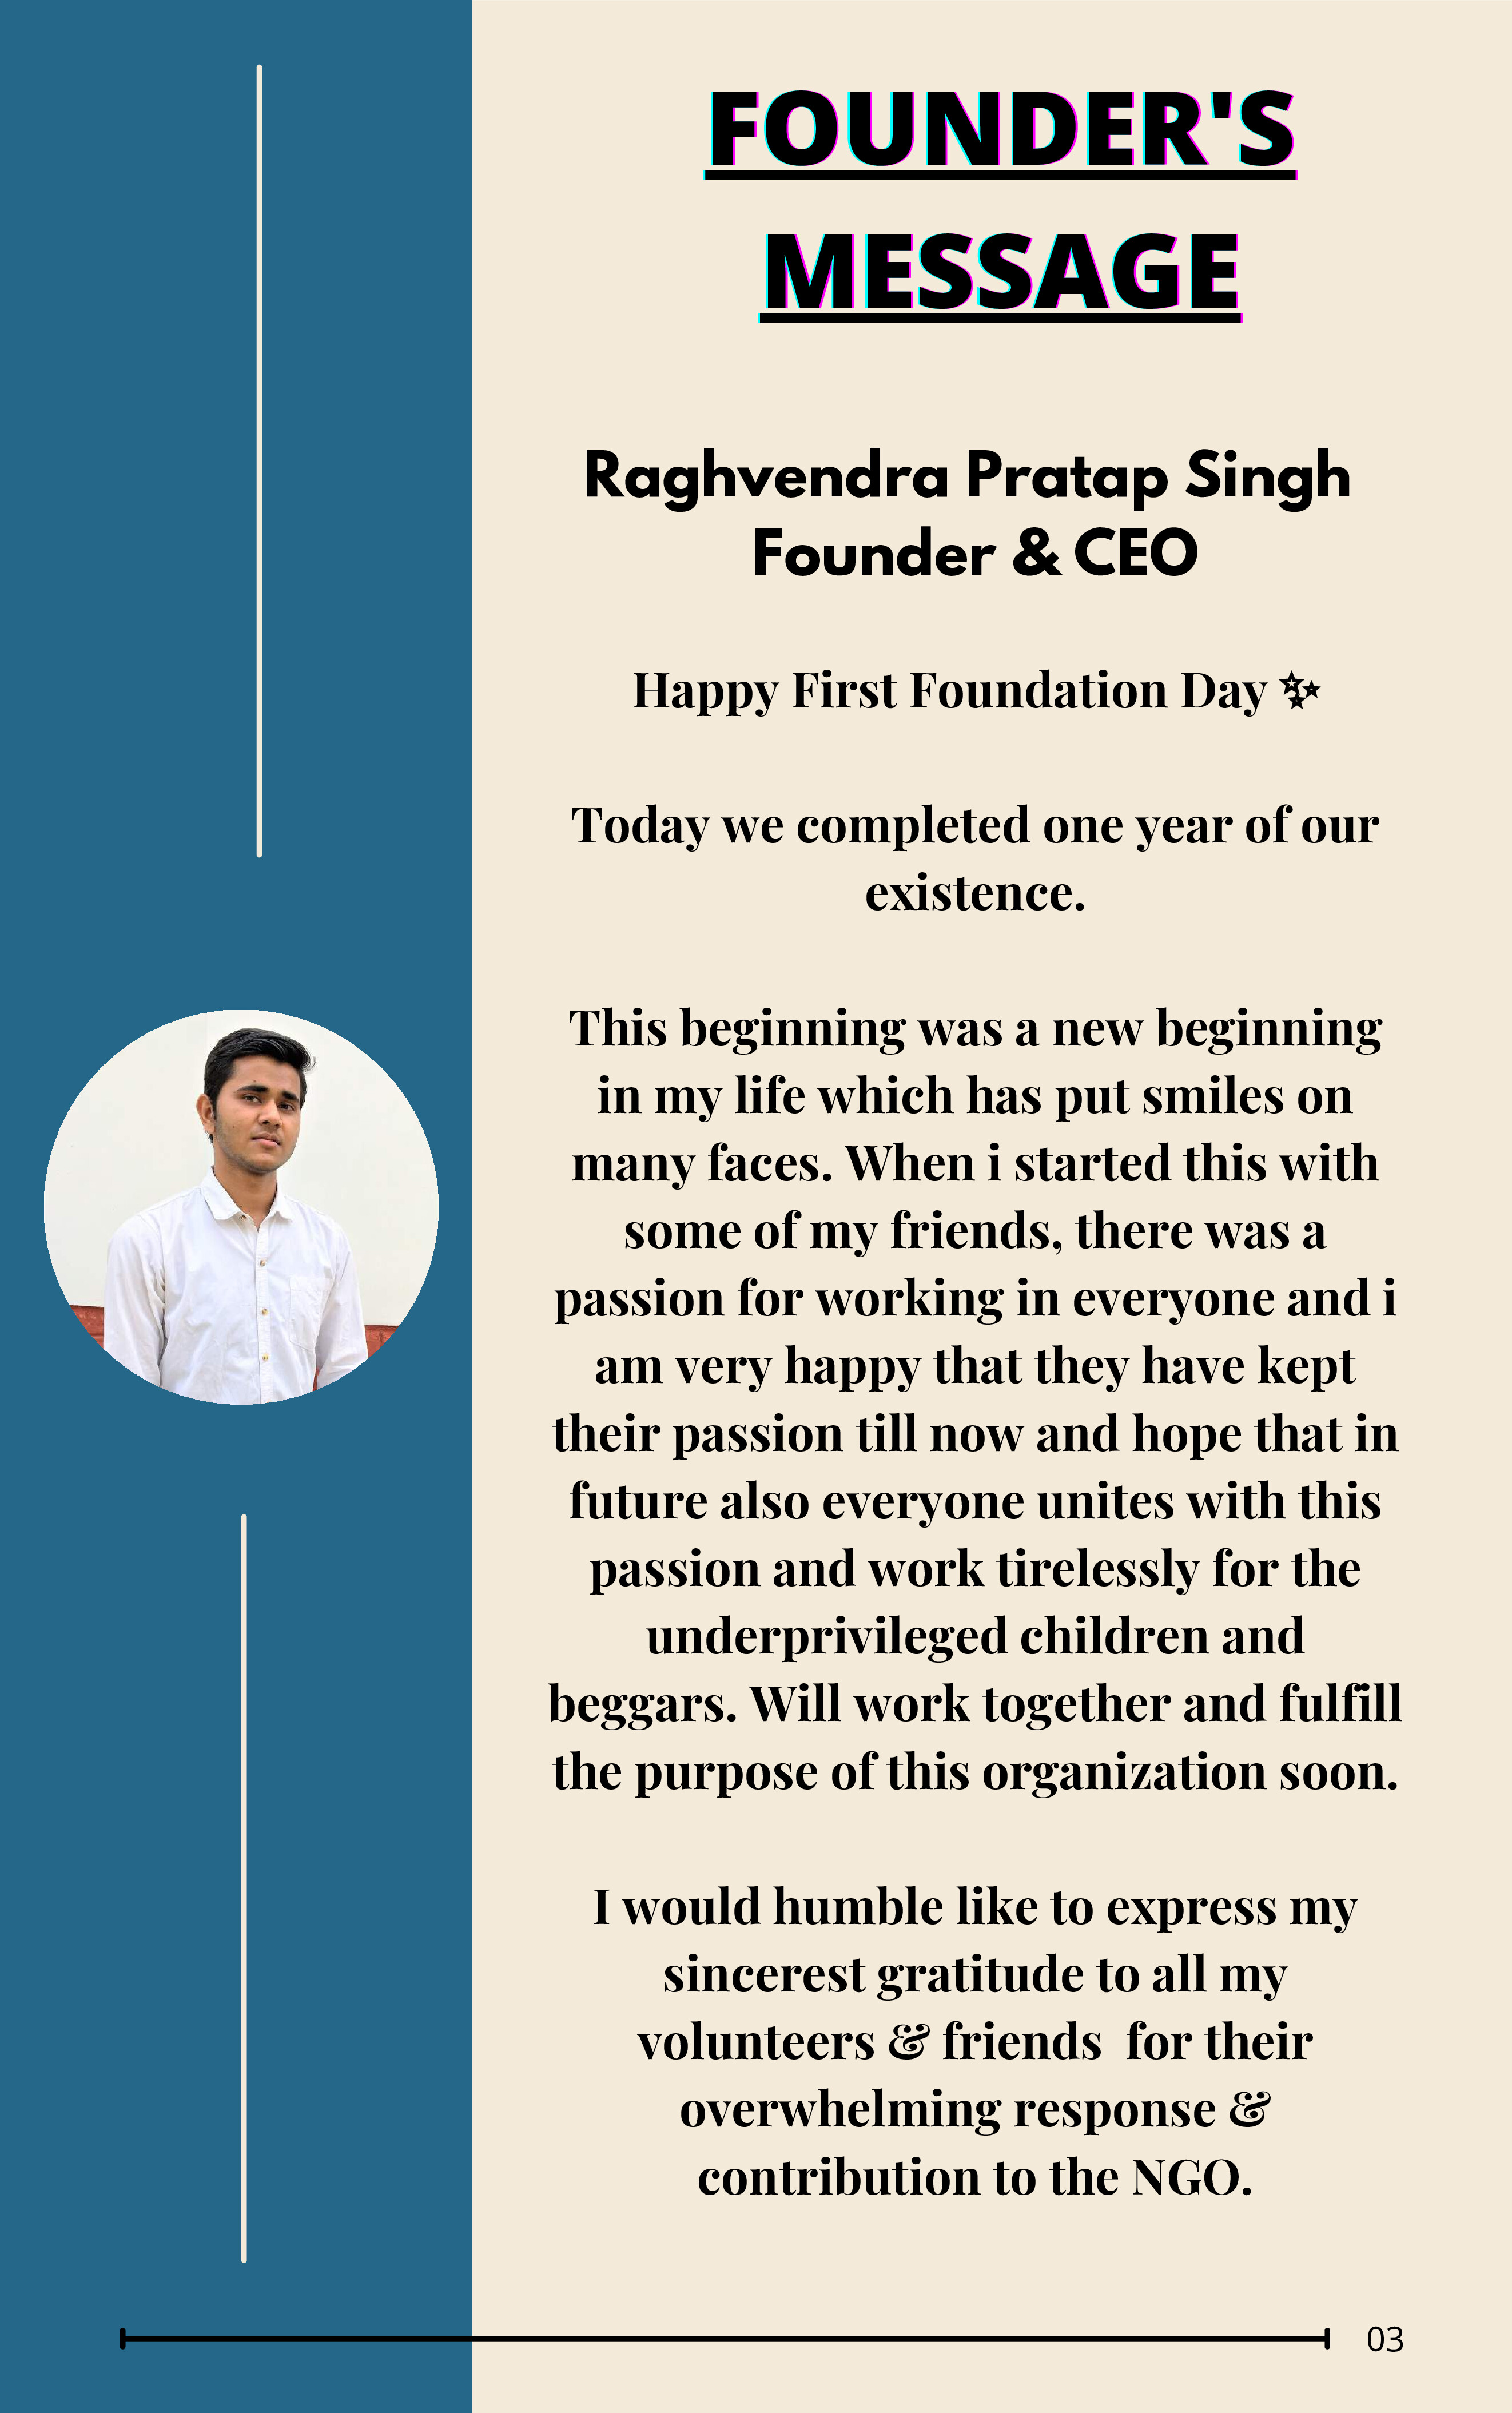 FOUNDER'S
MESSAGE
Raghvendra Pratap Singh
Founder & CEO
Happy First Foundation Day ✨
Today we completed one year of our
existence.
This beginning was a new beginning
in my life which has put smiles on
many faces. When i started this with
some of my friends, there was a
passion for working in everyone and i
am very happy that they have kept
their passion till now and hope that in
future also everyone unites with this
passion and work tirelessly for the
underprivileged children and
beggars. Will work together and fulfill
the purpose of this organization soon.
I would humble like to express my
sincerest gratitude to all my
volunteers & friends  for their
overwhelming response &
contribution to the NGO.
03